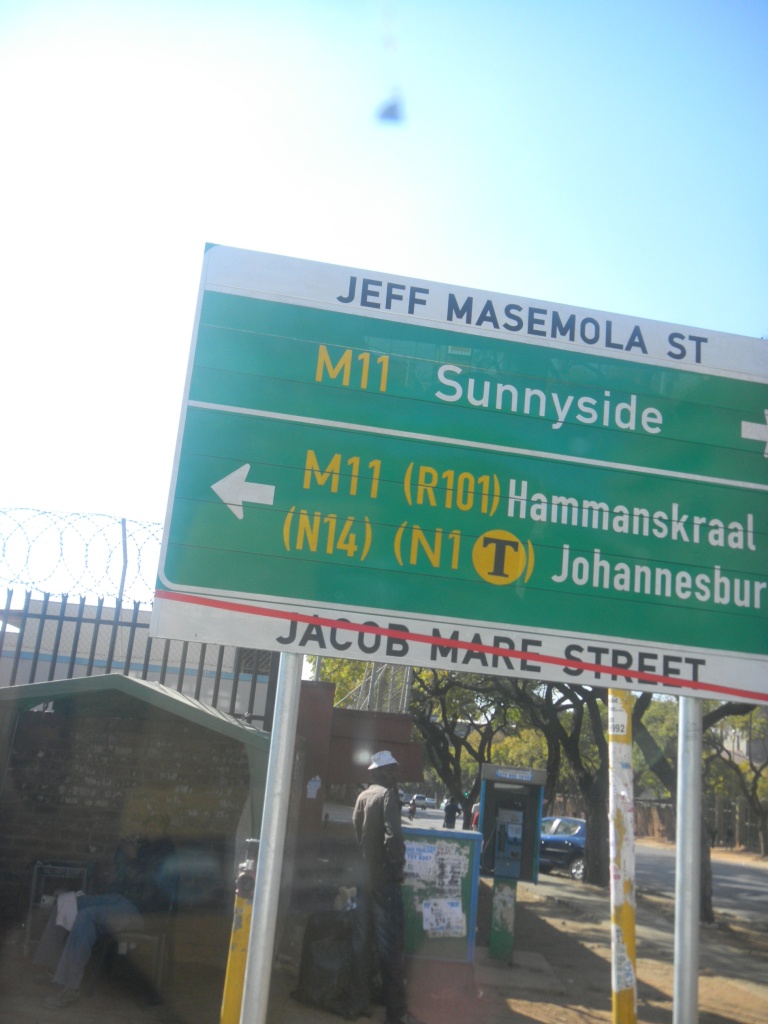 JEFF MASEMOLA ST
M11 Sunnyside
M11 (R101) Hammanskraal
(N14) (N1 T) Johannesbur
JACOB MARE STREET